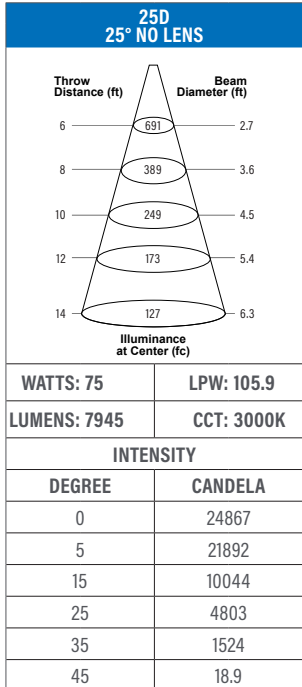 25D
25° NO LENS
Throw Distance (ft)
Beam Diameter (ft)
6 691 2.7
8 389 3.6
10 249 4.5
12 173 5.4
14 127 6.3
Illuminance
at Center (fc)
WATTS: 75 LPW: 105.9
LUMENS: 7945 CCT: 3000K
INTENSITY
DEGREE CANDELA
0 24867
5 21892
15 10044
25 4803
35 1524
45 18.9